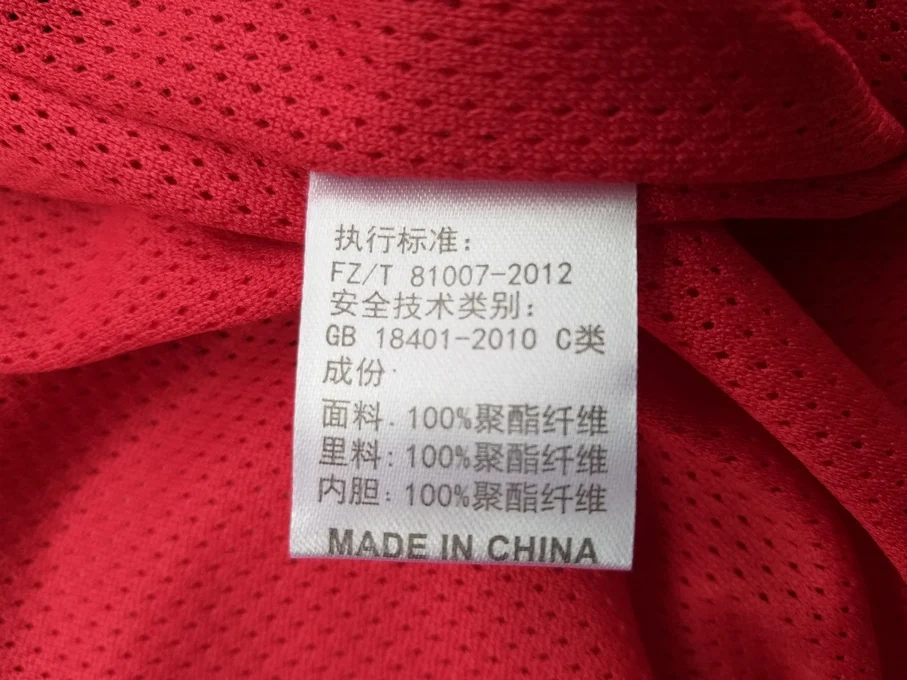 执行标准:
FZ/T 81007-2012
安全技术类别:
GB 18401-2010 C类
成份:
面料: 100%聚酯纤维
里料: 100%聚酯纤维
内胆: 100%聚酯纤维
MADE IN CHINA